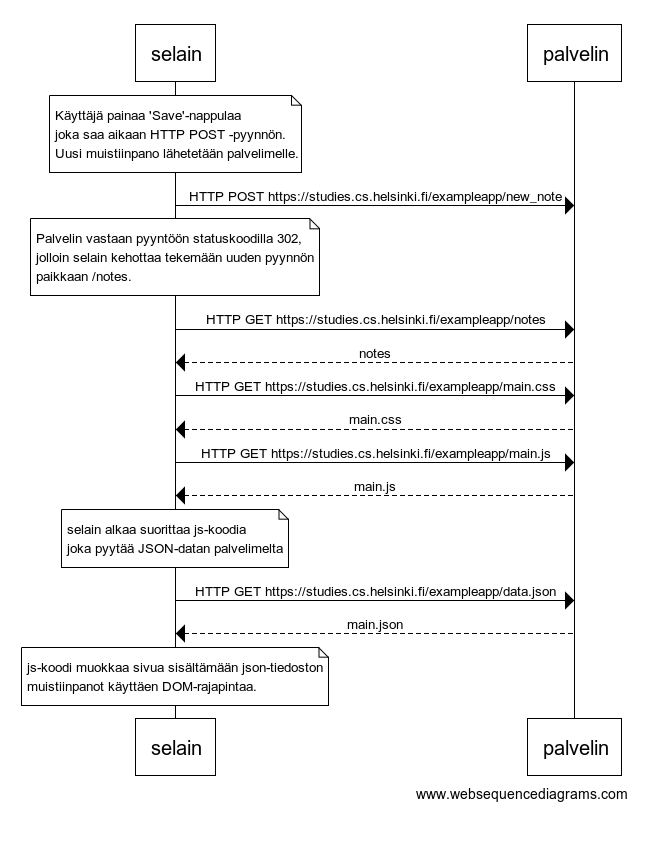 selain
palvelin
Käyttäjä painaa 'Save'-nappulaa
joka saa aikaan HTTP POST -pyynnön.
Uusi muistiinpano lähetetään palvelimelle.
HTTP POST https://studies.cs.helsinki.fi/exampleapp/new_note
Palvelin vastaan pyyntöön statuskoodilla 302,
jolloin selain kehottaa tekemään uuden pyynnön
paikkaan /notes.
HTTP GET https://studies.cs.helsinki.fi/exampleapp/notes
notes
HTTP GET https://studies.cs.helsinki.fi/exampleapp/main.css
main.css
HTTP GET https://studies.cs.helsinki.fi/exampleapp/main.js
main.js
selain alkaa suorittaa js-koodia
joka pyytää JSON-datan palvelimelta
HTTP GET https://studies.cs.helsinki.fi/exampleapp/data.json
main.json
js-koodi muokkaa sivua sisältämään json-tiedoston
muistiinpanot käyttäen DOM-rajapintaa.
selain
palvelin
www.websequencediagrams.com